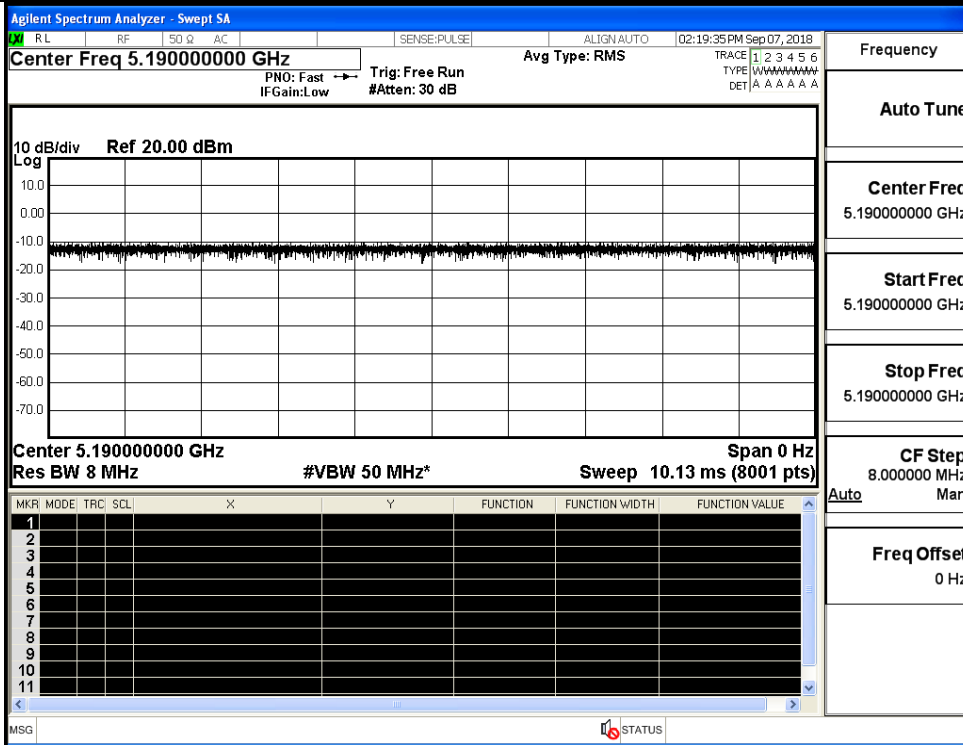 Agilent Spectrum Analyzer - Swept SA
LXI RL RF 50 Ω AC SENSE:PULSE ALIGN AUTO 02:19:35 PM Sep 07, 2018
Center Freq 5.190000000 GHz Avg Type: RMS TRACE 1 2 3 4 5 6
PNO: Fast Trig: Free Run TYPE WWWWWW
IFGain:Low #Atten: 30 dB DET A A A A A A
10 dB/div Ref 20.00 dBm
Log
10.0
0.00
-10.0
-20.0
-30.0
-40.0
-50.0
-60.0
-70.0
Center 5.190000000 GHz Span 0 Hz
Res BW 8 MHz #VBW 50 MHz* Sweep 10.13 ms (8001 pts)
MKR MODE TRC SCL X Y FUNCTION FUNCTION WIDTH FUNCTION VALUE
1
2
3
4
5
6
7
8
9
10
11
MSG STATUS
Frequency
Auto Tune
Center Freq
5.190000000 GHz
Start Freq
5.190000000 GHz
Stop Freq
5.190000000 GHz
CF Step
8.000000 MHz
Auto Man
Freq Offset
0 Hz